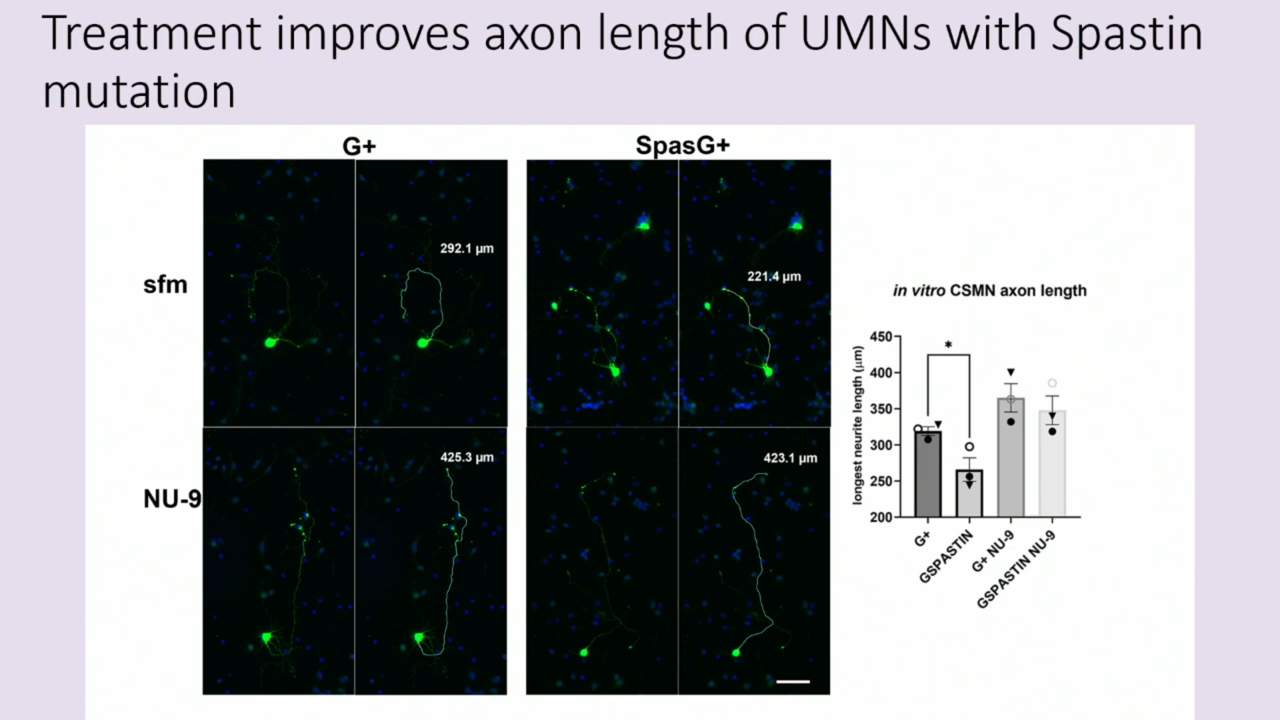 Treatment improves axon length of UMNs with Spastin
mutation
G+
SpasG+
sfm
292.1 μm
221.4 μm
NU-9
425.3 μm
423.1 μm
in vitro CSMN axon length
longest neurite length (μm)
450
400
350
300
250
200
*
G+
GSPASTIN
G+ NU-9
GSPASTIN NU-9